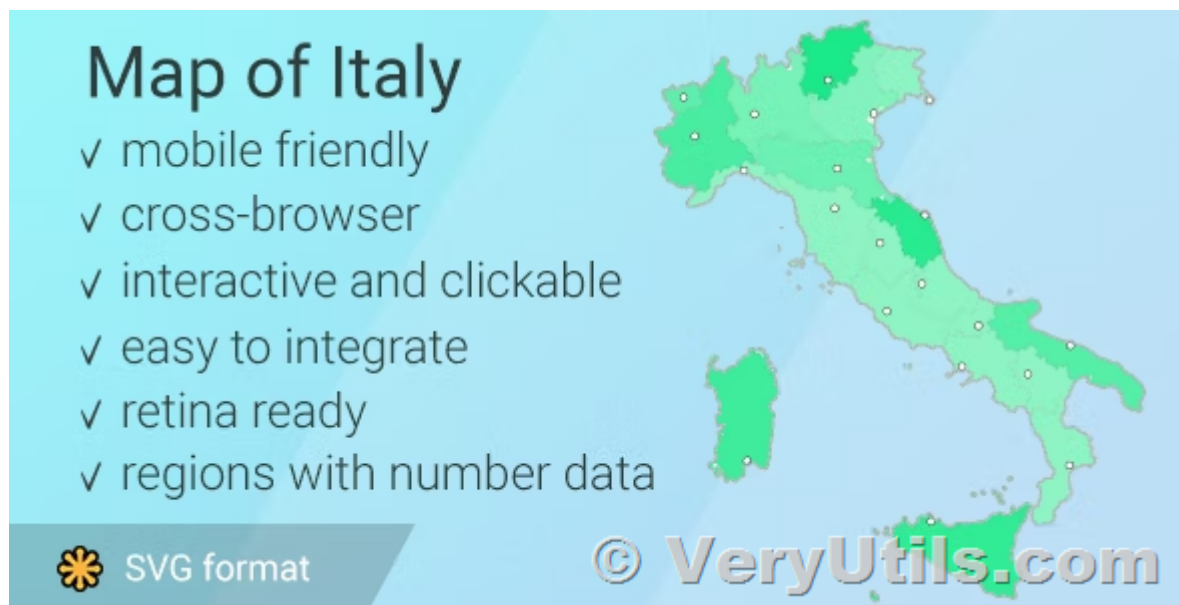 Map of Italy
✓ mobile friendly
✓ cross-browser
✓ interactive and clickable
✓ easy to integrate
✓ retina ready
✓ regions with number data
SVG format
© VeryUtils.com